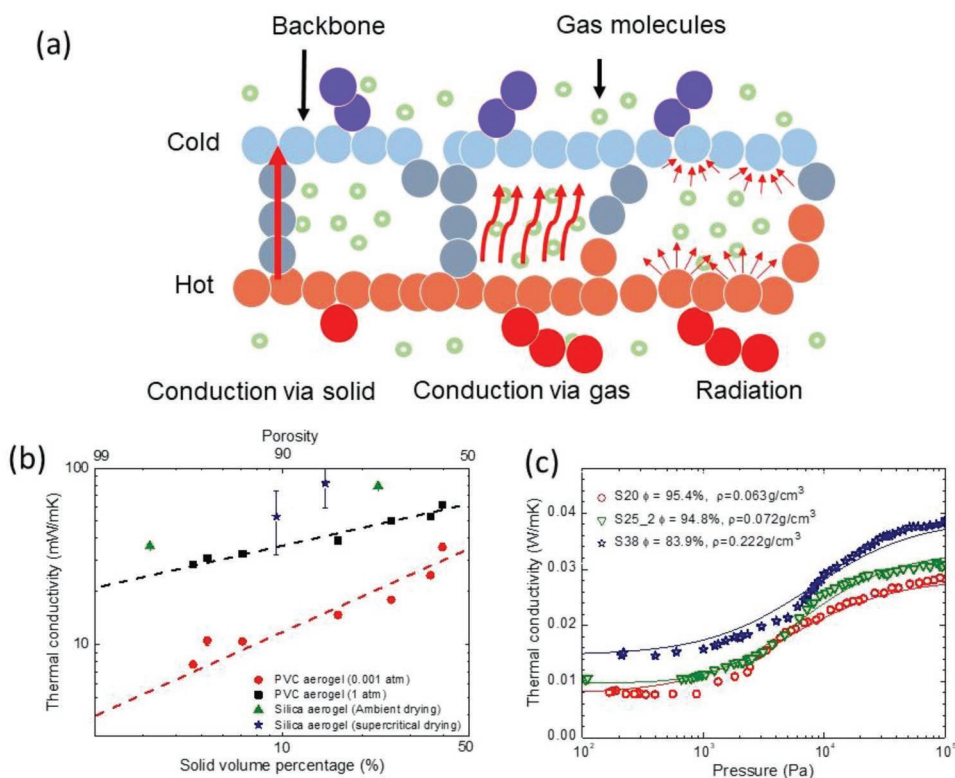 (a)
Backbone
Gas molecules
Cold
Hot
Conduction via solid
Conduction via gas
Radiation
(b)
Porosity
99
90
50
Thermal conductivity (mW/mK)
100
10
PVC aerogel (0.001 atm)
PVC aerogel (1 atm)
Silica aerogel (Ambient drying)
Silica aerogel (supercritical drying)
10
50
Solid volume percentage (%)
(c)
Thermal conductivity (W/mK)
0.04
0.03
0.02
0.01
0.00
S20 ϕ = 95.4%, ρ=0.063g/cm³
S25_2 ϕ = 94.8%, ρ=0.072g/cm³
S38 ϕ = 83.9%, ρ=0.222g/cm³
10²
10³
10⁴
10⁵
Pressure (Pa)